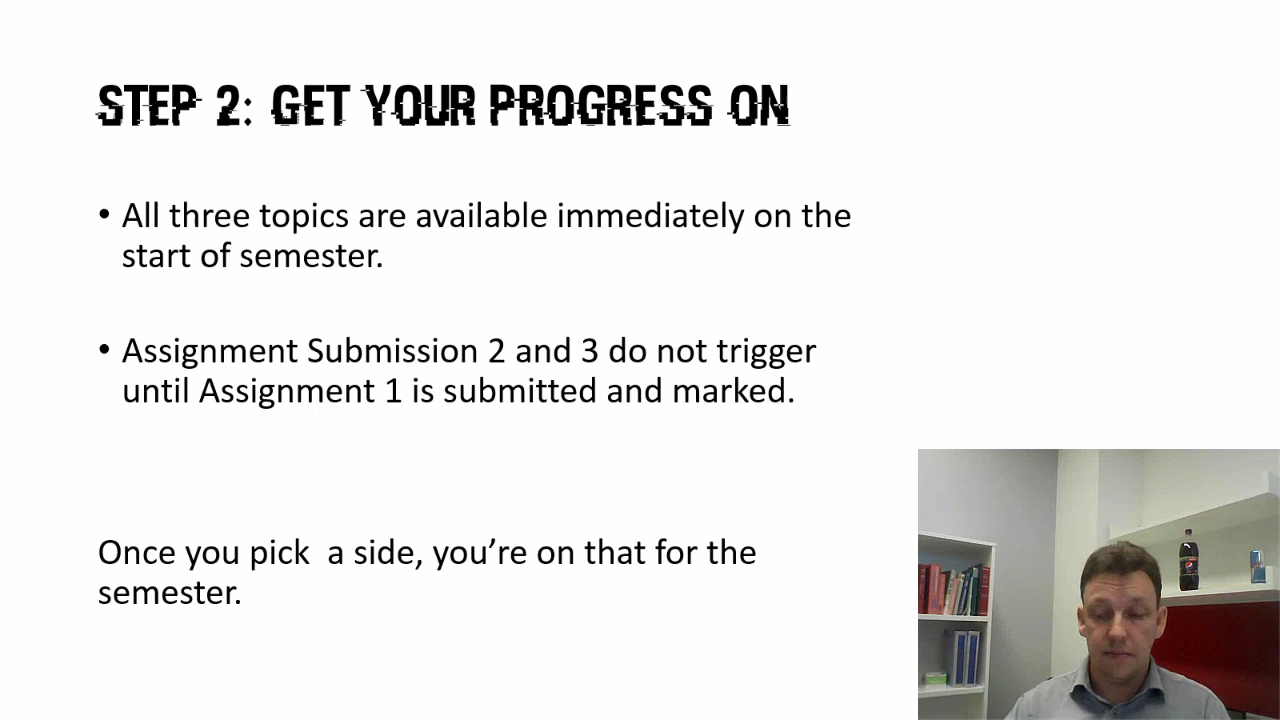 STEP 2: GET YOUR PROGRESS ON
• All three topics are available immediately on the
start of semester.
• Assignment Submission 2 and 3 do not trigger
until Assignment 1 is submitted and marked.
Once you pick  a side, you’re on that for the
semester.